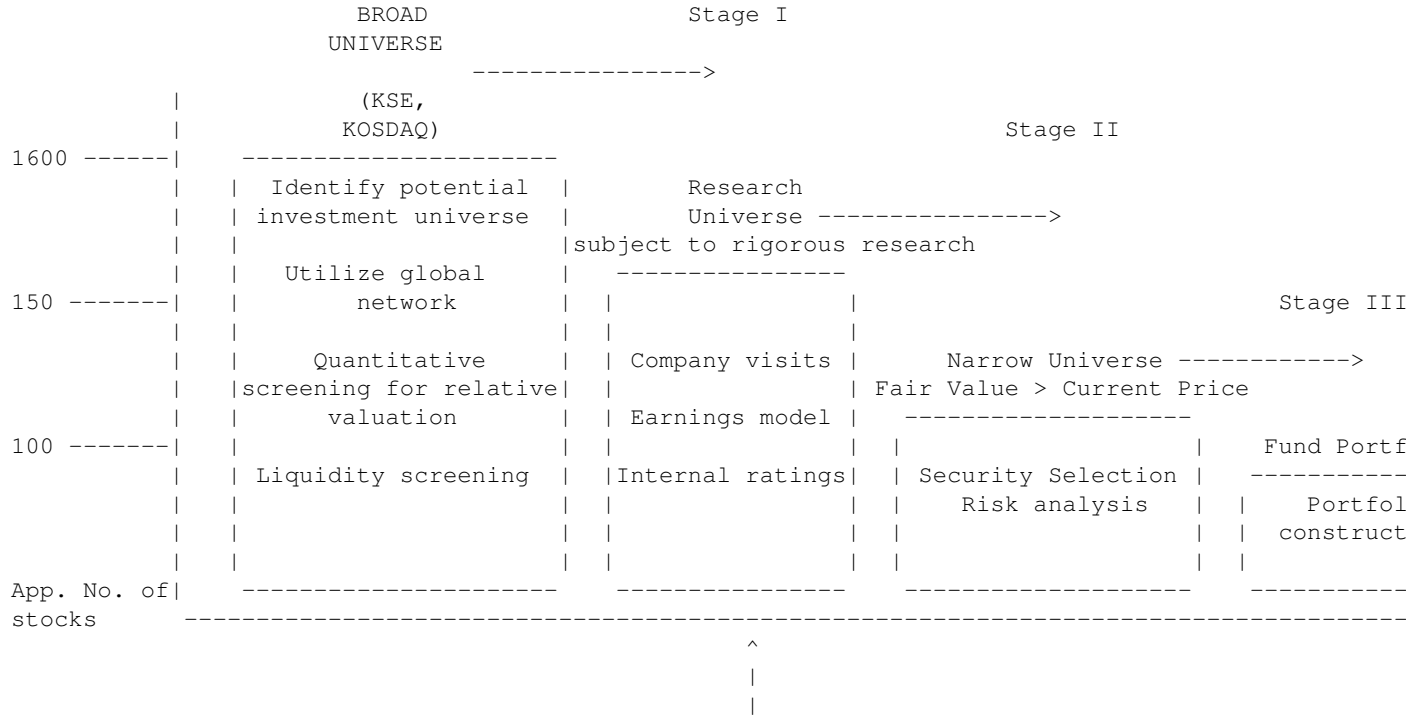 BROAD Stage I
UNIVERSE
---------------->
| (KSE,
| KOSDAQ) Stage II
1600 ------| ----------------------
| | Identify potential | Research
| | investment universe | Universe ---------------->
| | |subject to rigorous research
| | Utilize global | ----------------
150 -------| | network | | | Stage III
| | | | |
| | Quantitative | | Company visits | Narrow Universe ------------>
| |screening for relative| | | Fair Value > Current Price
| | valuation | | Earnings model | --------------------
100 -------| | | | | | | Fund Portf
| | Liquidity screening | |Internal ratings| | Security Selection | -----------
| | | | | | Risk analysis | | Portfol
| | | | | | | | construct
| | | | | | | |
App. No. of| ---------------------- ---------------- -------------------- -----------
stocks -------------------------------------------------------------------------------------
^
|
|